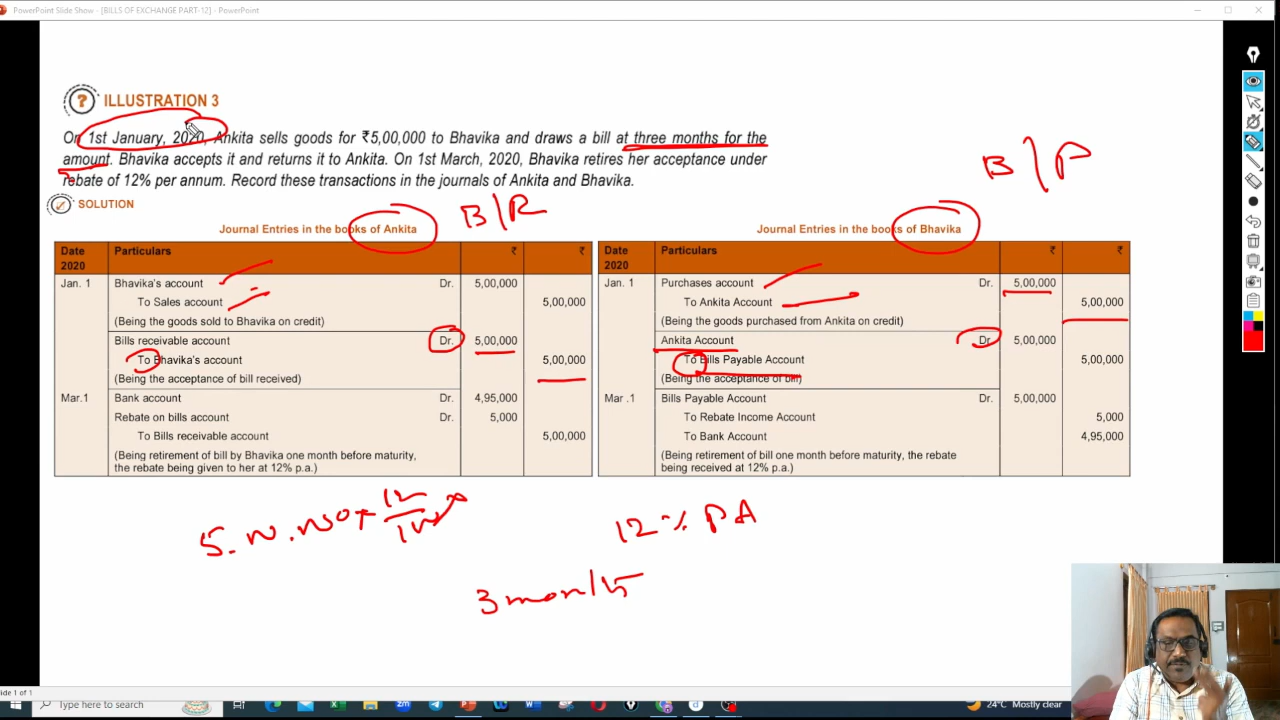 PowerPoint Slide Show - [BILLS OF EXCHANGE PART-12] - PowerPoint
? ILLUSTRATION 3
On 1st January, 2020, Ankita sells goods for ₹5,00,000 to Bhavika and draws a bill at three months for the
amount. Bhavika accepts it and returns it to Ankita. On 1st March, 2020, Bhavika retires her acceptance under
rebate of 12% per annum. Record these transactions in the journals of Ankita and Bhavika.
B/P
SOLUTION
B/R
Journal Entries in the books of Ankita
Date 2020 Particulars ₹ ₹
Jan. 1 Bhavika's account Dr. 5,00,000
To Sales account 5,00,000
(Being the goods sold to Bhavika on credit)
Bills receivable account Dr. 5,00,000
To Bhavika's account 5,00,000
(Being the acceptance of bill received)
Mar.1 Bank account Dr. 4,95,000
Rebate on bills account Dr. 5,000
To Bills receivable account 5,00,000
(Being retirement of bill by Bhavika one month before maturity,
the rebate being given to her at 12% p.a.)
Journal Entries in the books of Bhavika
Date 2020 Particulars ₹ ₹
Jan. 1 Purchases account Dr. 5,00,000
To Ankita Account 5,00,000
(Being the goods purchased from Ankita on credit)
Ankita Account Dr. 5,00,000
To Bills Payable Account 5,00,000
(Being the acceptance of bill)
Mar .1 Bills Payable Account Dr. 5,00,000
To Rebate Income Account 5,000
To Bank Account 4,95,000
(Being retirement of bill one month before maturity, the rebate
being received at 12% p.a.)
12% PA
3 months
Slide 1 of 1
Type here to search
24°C Mostly clear